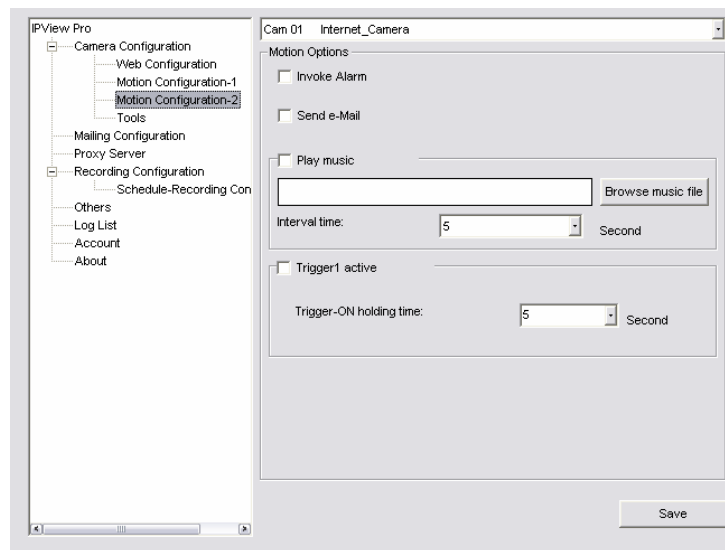 IPView Pro
Camera Configuration
Web Configuration
Motion Configuration-1
Motion Configuration-2
Tools
Mailing Configuration
Proxy Server
Recording Configuration
Schedule-Recording Con
Others
Log List
Account
About
Cam 01 Internet_Camera
Motion Options
Invoke Alarm
Send e-Mail
Play music
Browse music file
Interval time: 5 Second
Trigger1 active
Trigger-ON holding time: 5 Second
Save